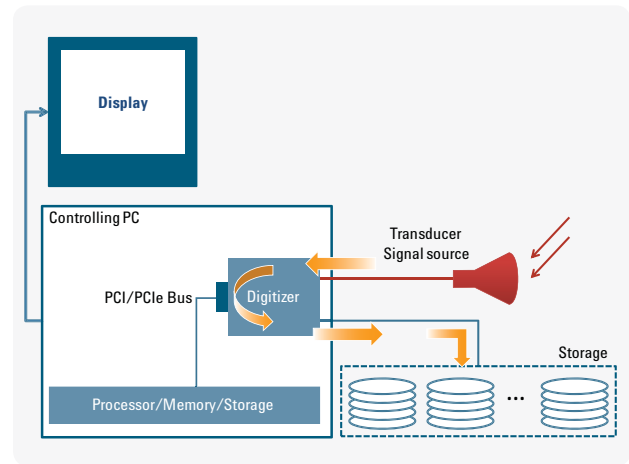 Display
Controlling PC
Transducer
Signal source
PCI/PCIe Bus
Digitizer
Storage
...
Processor/Memory/Storage